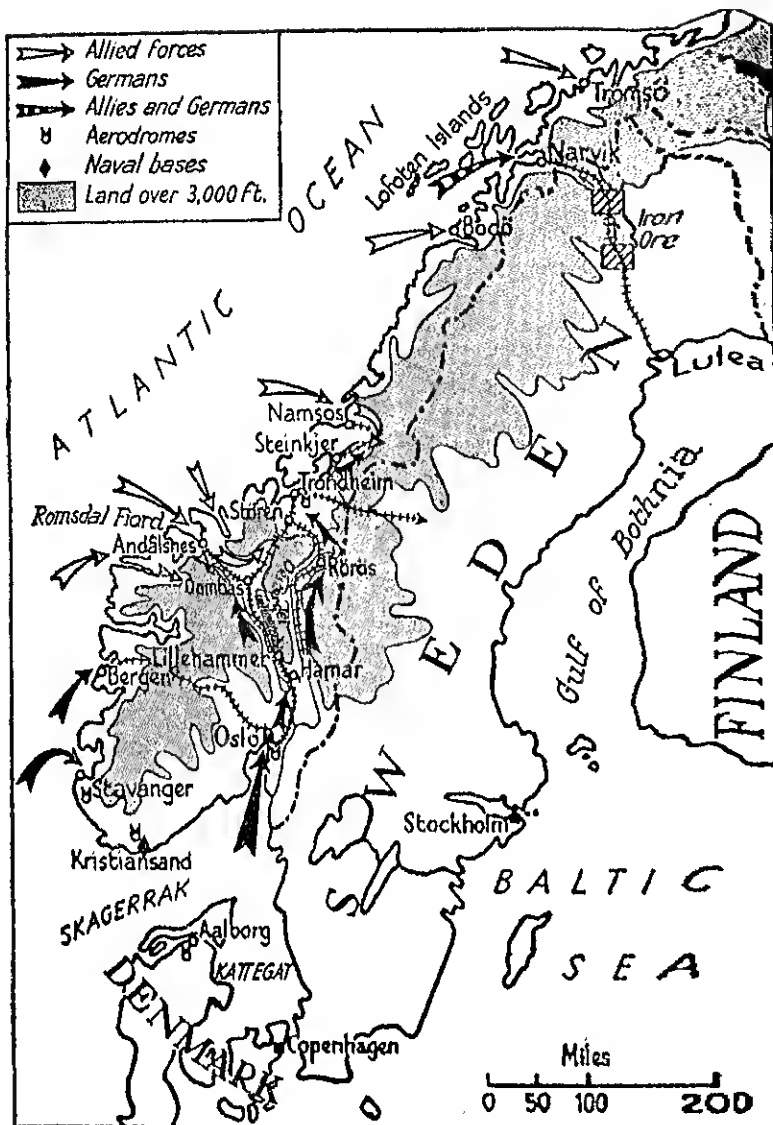 Allied forces
Germans
Allies and Germans
Aerodromes
Naval bases
Land over 3,000 ft.
ATLANTIC OCEAN
Tromsö
Lofoten Islands
Narvik
Bodö
Iron
Ore
Lulea
Namsos
Steinkjer
Trondheim
Storen
Romsdal Fiord
Andalshes
Dombas
Röros
Lillehammer
Hamar
Bergen
Oslo
Stavanger
Kristiansand
SWEDEN
Gulf of Bothnia
FINLAND
Stockholm
SKAGERRAK
BALTIC
SEA
Aalborg
KATTEGAT
DENMARK
Copenhagen
Miles
0 50 100 200